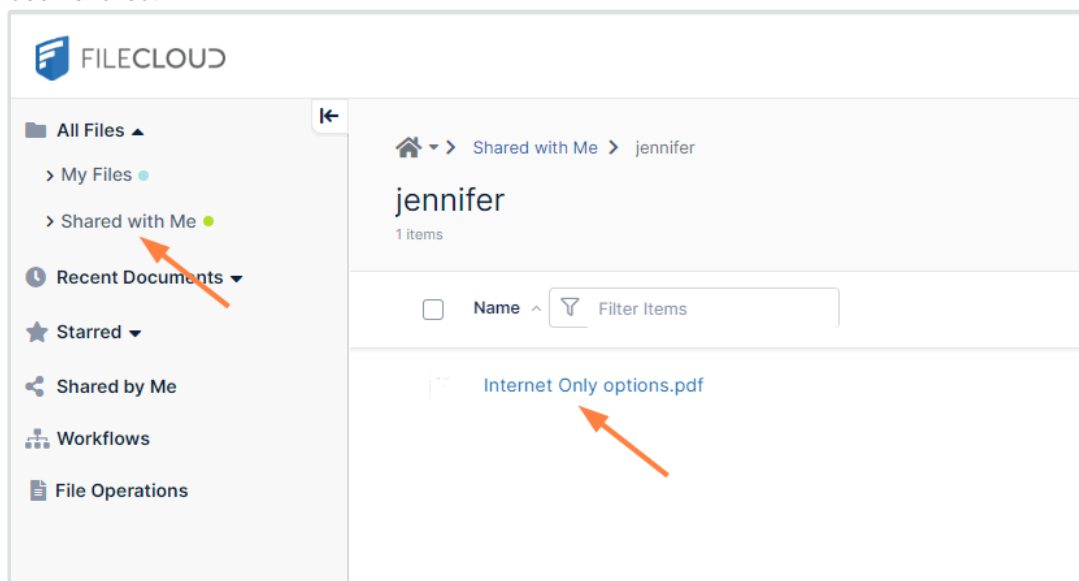 FILECLOUD
All Files
My Files
Shared with Me
Recent Documents
Starred
Shared by Me
Workflows
File Operations
Shared with Me jennifer
jennifer
1 items
Name Filter Items
Internet Only options.pdf